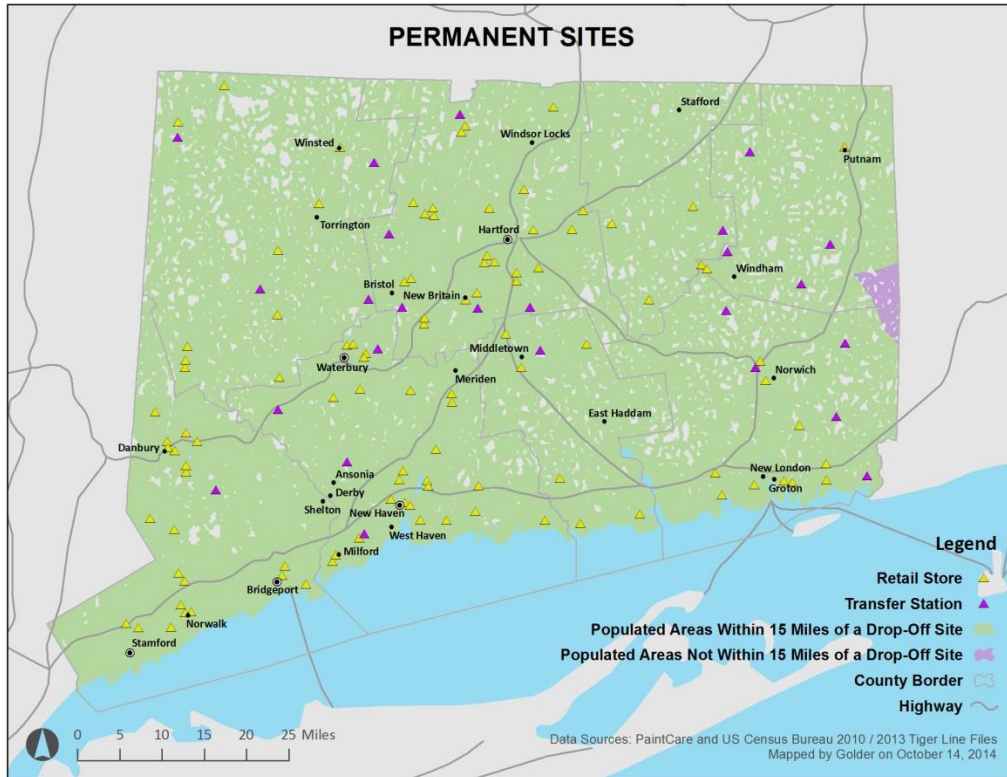 PERMANENT SITES
Stafford
Windsor Locks
Winsted
Putnam
Torrington
Hartford
Windham
Bristol
New Britain
Middletown
Waterbury
Meriden
Norwich
East Haddam
Danbury
Ansonia
New London
Derby
Groton
Shelton
New Haven
West Haven
Milford
Bridgeport
Norwalk
Stamford
Legend
Retail Store
Transfer Station
Populated Areas Within 15 Miles of a Drop-Off Site
Populated Areas Not Within 15 Miles of a Drop-Off Site
County Border
Highway
0 5 10 15 20 25 Miles
Data Sources: PaintCare and US Census Bureau 2010 / 2013 Tiger Line Files
Mapped by Golder on October 14, 2014